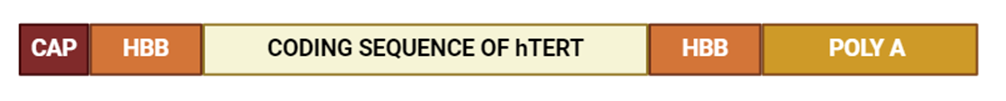 CAP HBB CODING SEQUENCE OF hTERT HBB POLY A